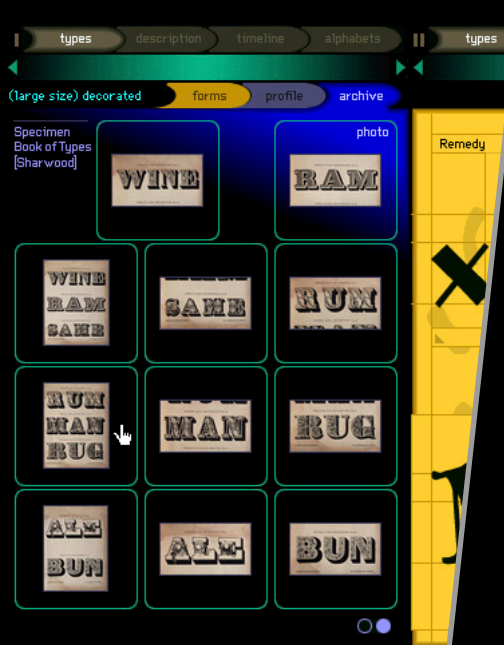 types description timeline alphabets
types
(large size) decorated forms profile archive
Specimen
Book of Types
[Sharwood]
photo
Remedy
WINE
RAM
WINE
RAM
SAME
SAME
RUM
RUM
MAN
RUG
MAN
RUG
ALE
BUN
ALE
BUN